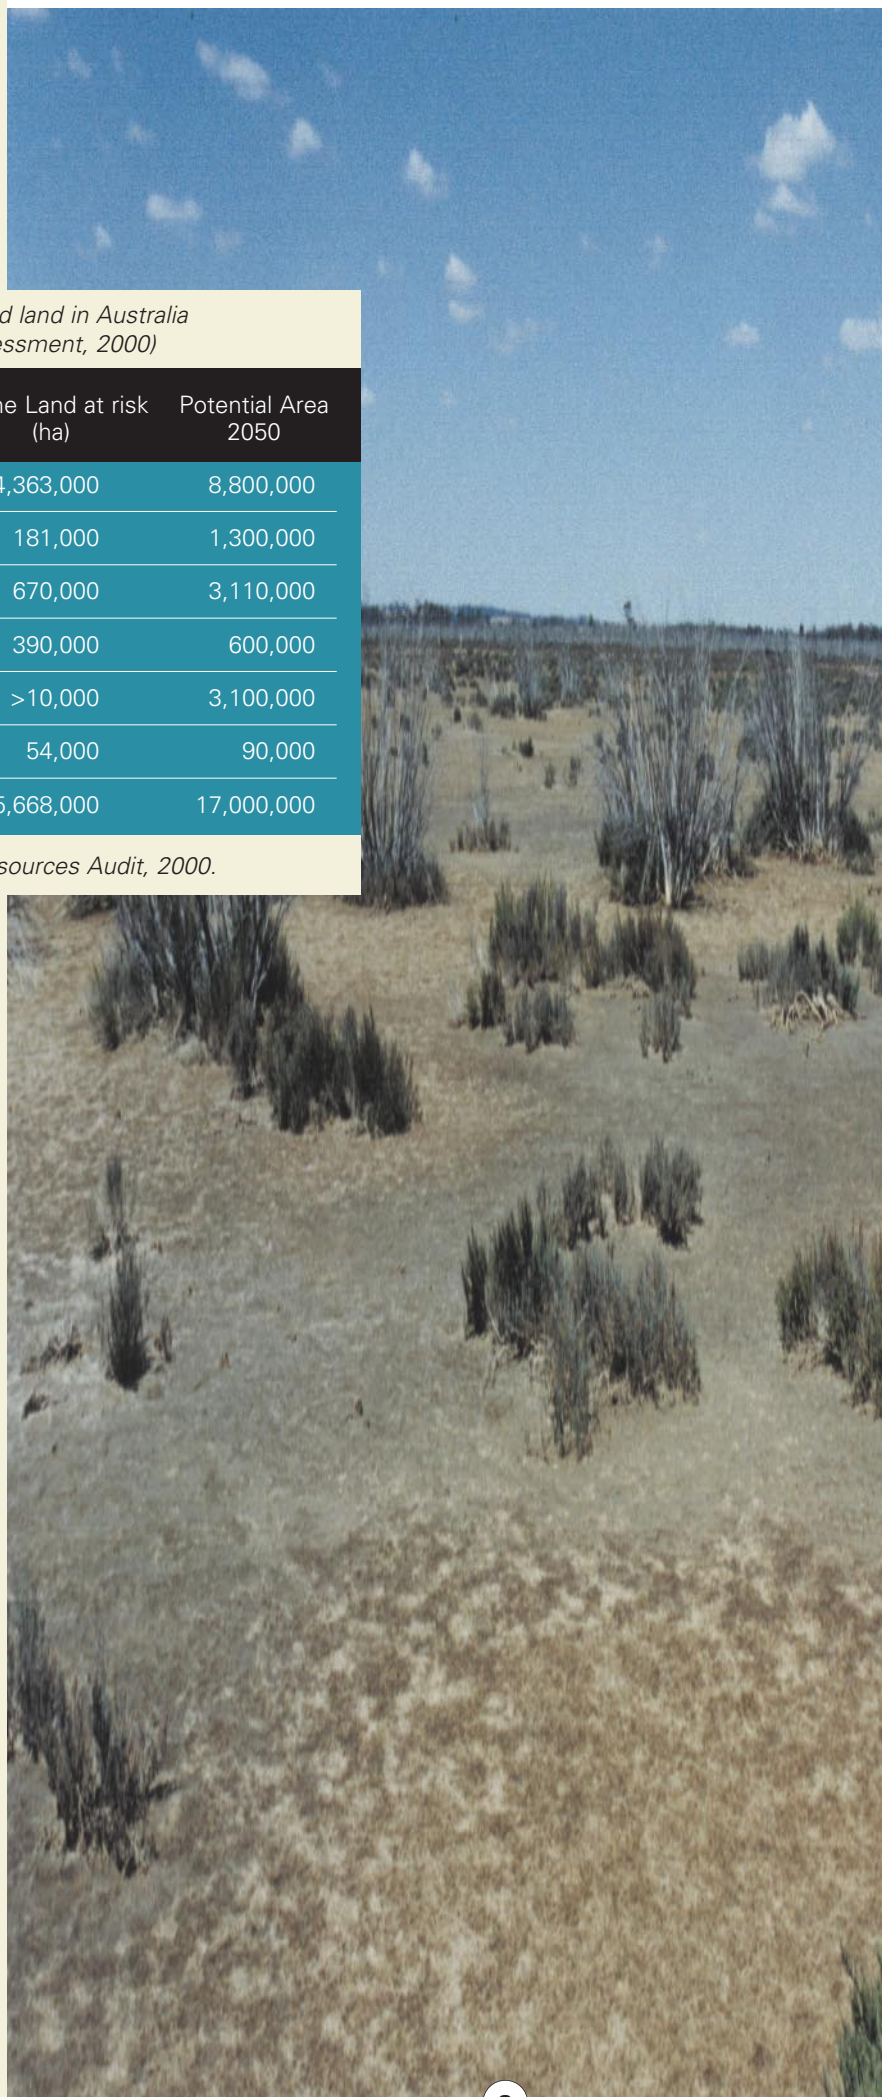 d land in Australia
essment, 2000)
ne Land at risk Potential Area
(ha) 2050
4,363,000 8,800,000
181,000 1,300,000
670,000 3,110,000
390,000 600,000
>10,000 3,100,000
54,000 90,000
5,668,000 17,000,000
sources Audit, 2000.